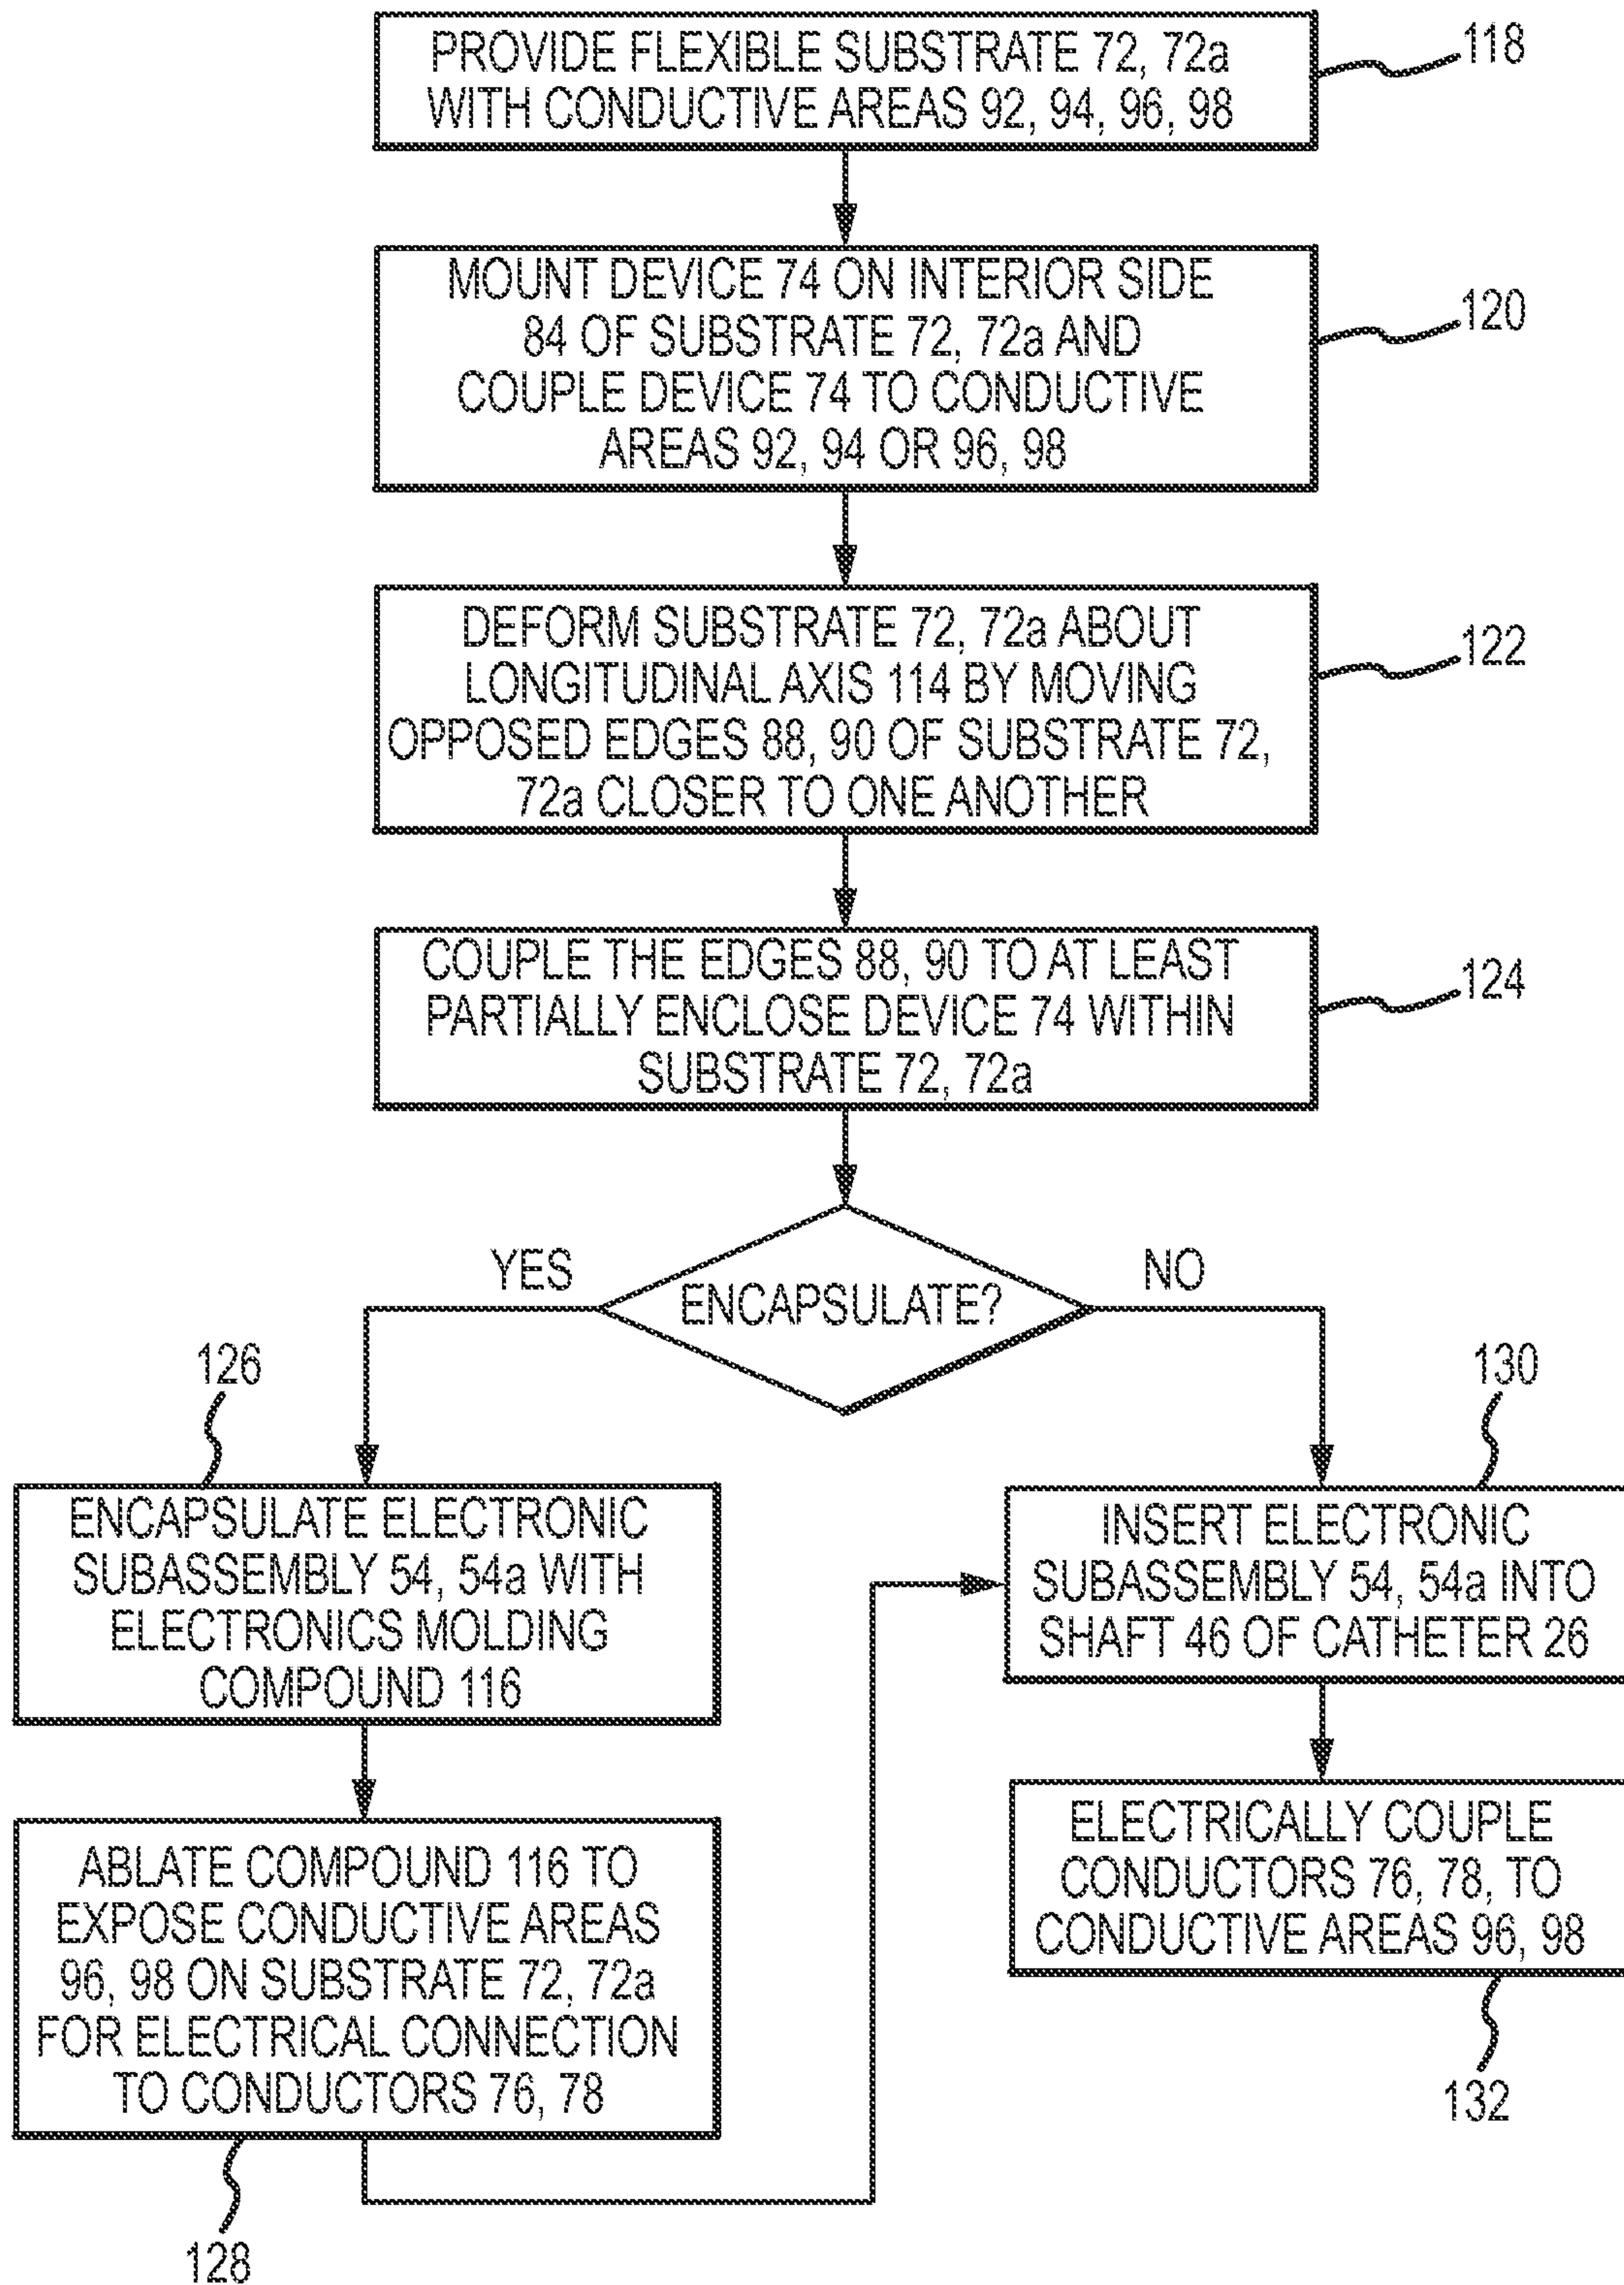 PROVIDE FLEXIBLE SUBSTRATE 72, 72a
WITH CONDUCTIVE AREAS 92, 94, 96, 98
118
MOUNT DEVICE 74 ON INTERIOR SIDE
84 OF SUBSTRATE 72, 72a AND
COUPLE DEVICE 74 TO CONDUCTIVE
AREAS 92, 94 OR 96, 98
120
DEFORM SUBSTRATE 72, 72a ABOUT
LONGITUDINAL AXIS 114 BY MOVING
OPPOSED EDGES 88, 90 OF SUBSTRATE 72,
72a CLOSER TO ONE ANOTHER
122
COUPLE THE EDGES 88, 90 TO AT LEAST
PARTIALLY ENCLOSE DEVICE 74 WITHIN
SUBSTRATE 72, 72a
124
YES
ENCAPSULATE?
NO
126
ENCAPSULATE ELECTRONIC
SUBASSEMBLY 54, 54a WITH
ELECTRONICS MOLDING
COMPOUND 116
ABLATE COMPOUND 116 TO
EXPOSE CONDUCTIVE AREAS
96, 98 ON SUBSTRATE 72, 72a
FOR ELECTRICAL CONNECTION
TO CONDUCTORS 76, 78
128
130
INSERT ELECTRONIC
SUBASSEMBLY 54, 54a INTO
SHAFT 46 OF CATHETER 26
ELECTRICALLY COUPLE
CONDUCTORS 76, 78, TO
CONDUCTIVE AREAS 96, 98
132